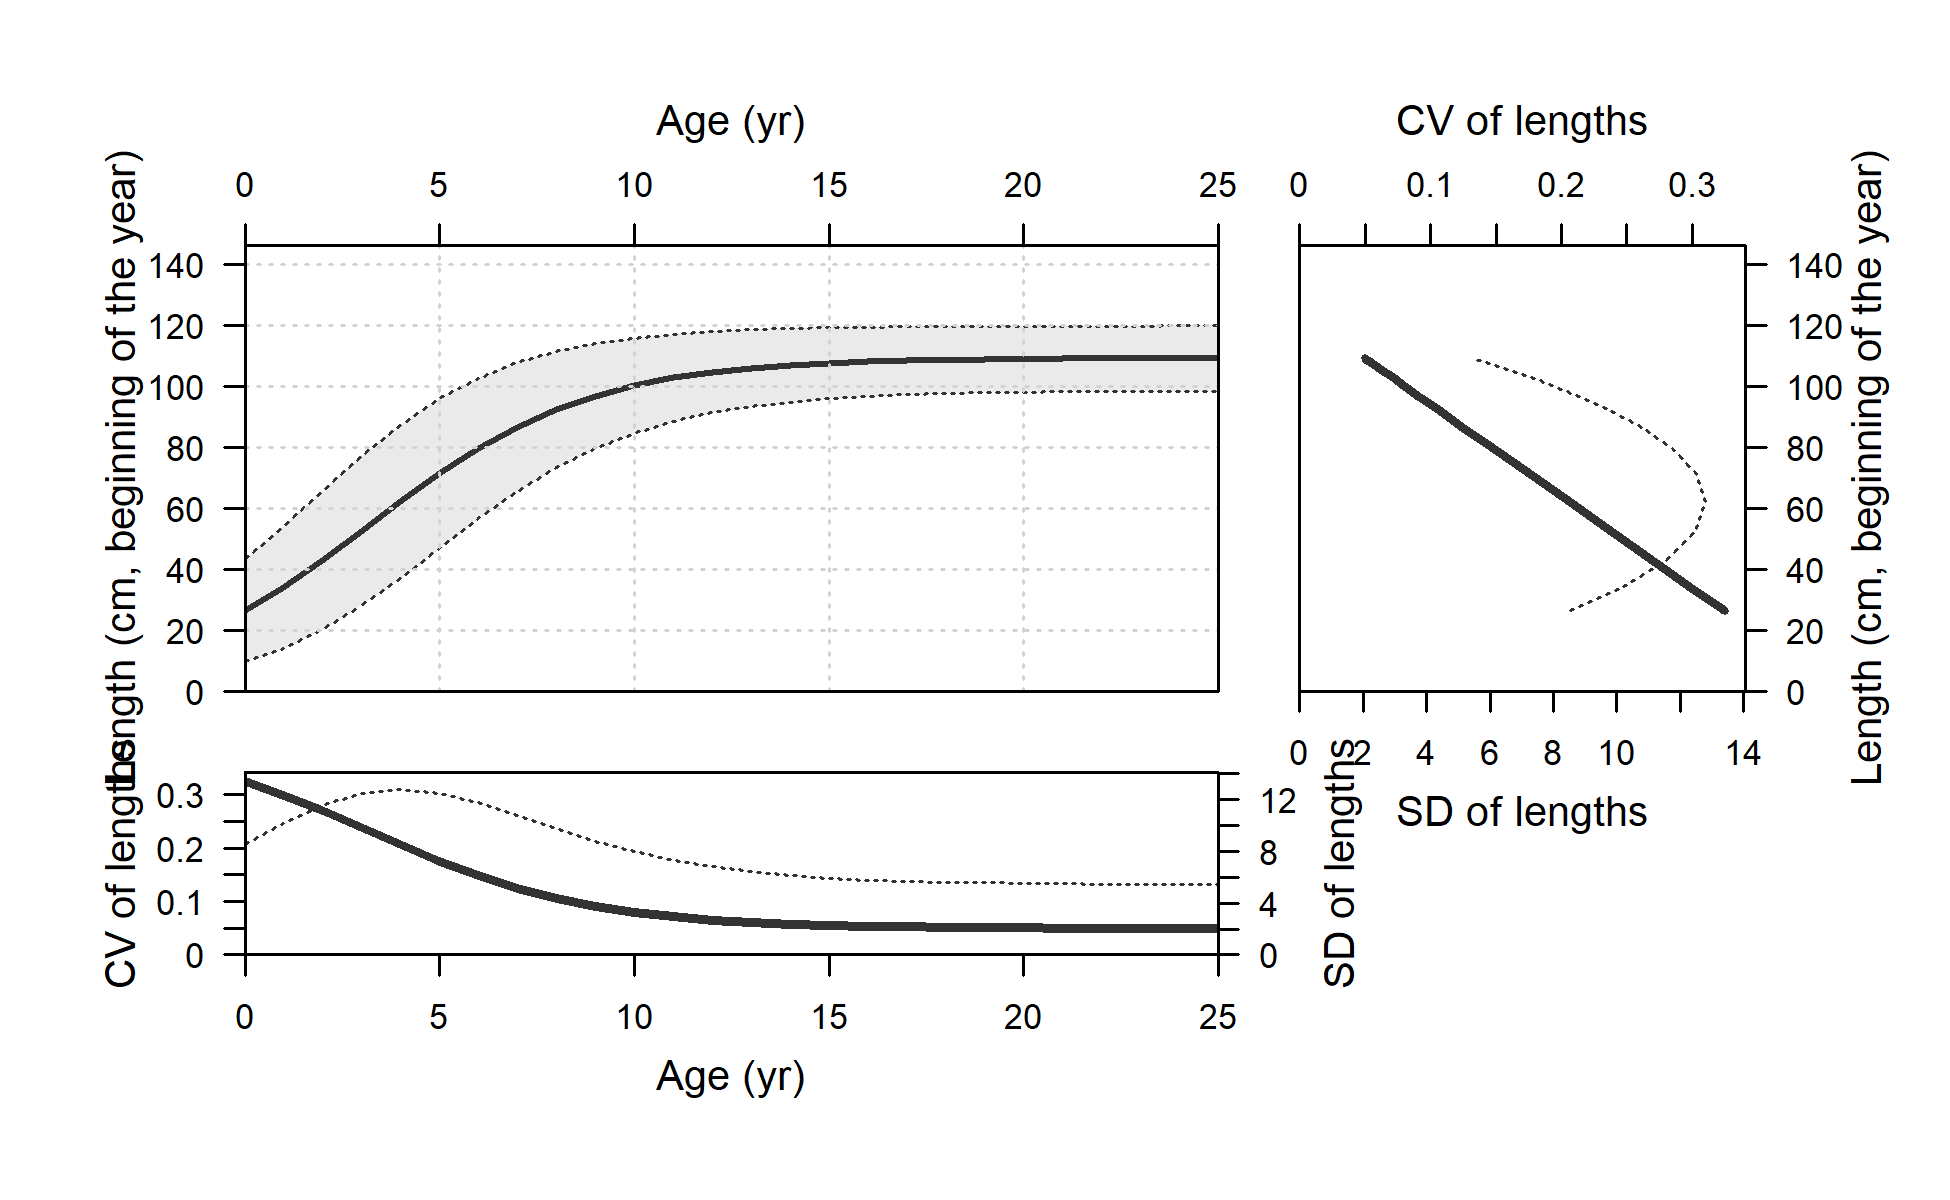 Age (yr)
CV of lengths
0 5 10 15 20 25
0 0.1 0.2 0.3
Length (cm, beginning of the year)
140
120
100
80
60
40
20
0
140
120
100
80
60
40
20
0
Length (cm, beginning of the year)
0 2 4 6 8 10 14
SD of lengths
CV of lengths
0.3
0.2
0.1
0
12
8
4
0
SD of lengths
0 5 10 15 20 25
Age (yr)